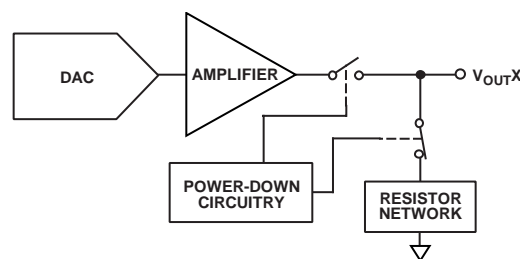 DAC
AMPLIFIER
VOUTX
POWER-DOWN
CIRCUITRY
RESISTOR
NETWORK